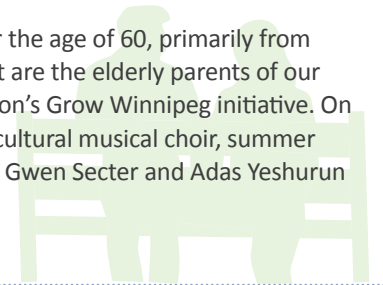 r the age of 60, primarily from
t are the elderly parents of our
on's Grow Winnipeg initiative. On
cultural musical choir, summer
Gwen Secter and Adas Yeshurun